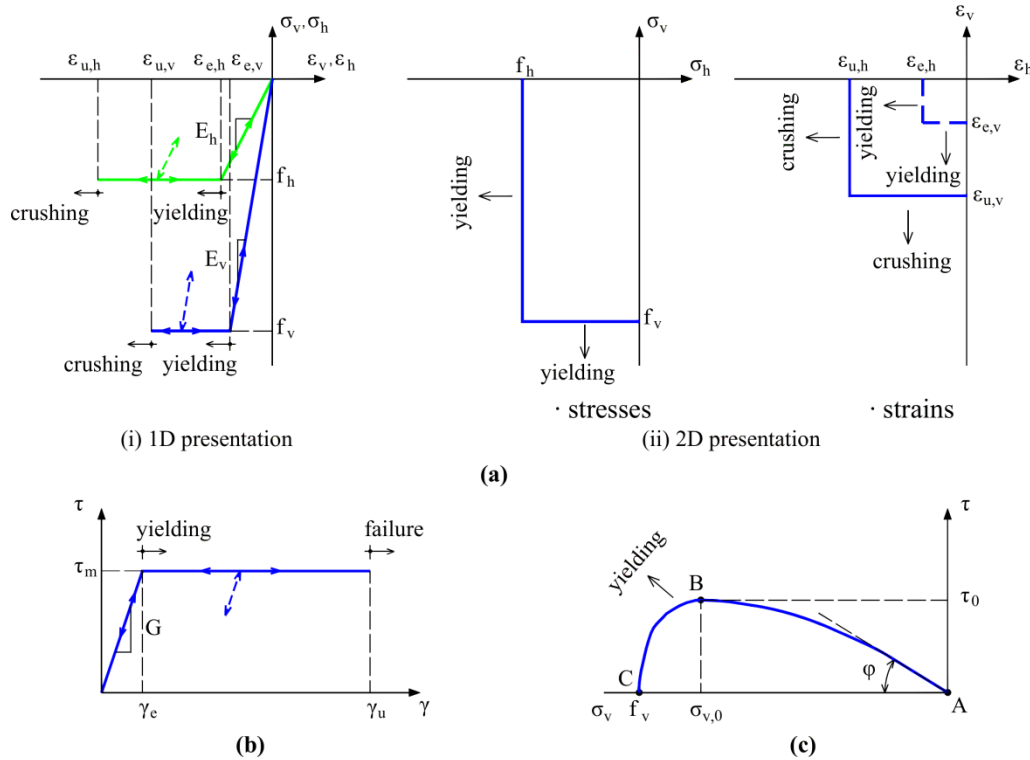 σv,σh
εu,h εu,v εe,h εe,v εv,εh
Eh
fh
crushing yielding
Ev
fv
crushing yielding
(i) 1D presentation
σv
fh σh
yielding
fv
yielding
· stresses
εv
εu,h εe,h εh
crushing
yielding
εe,v
yielding
εu,v
crushing
· strains
(ii) 2D presentation
(a)
τ
yielding failure
τm
G
γe γu γ
(b)
τ
yielding
B
τ0
φ
C
A
σv fv σv,0
(c)